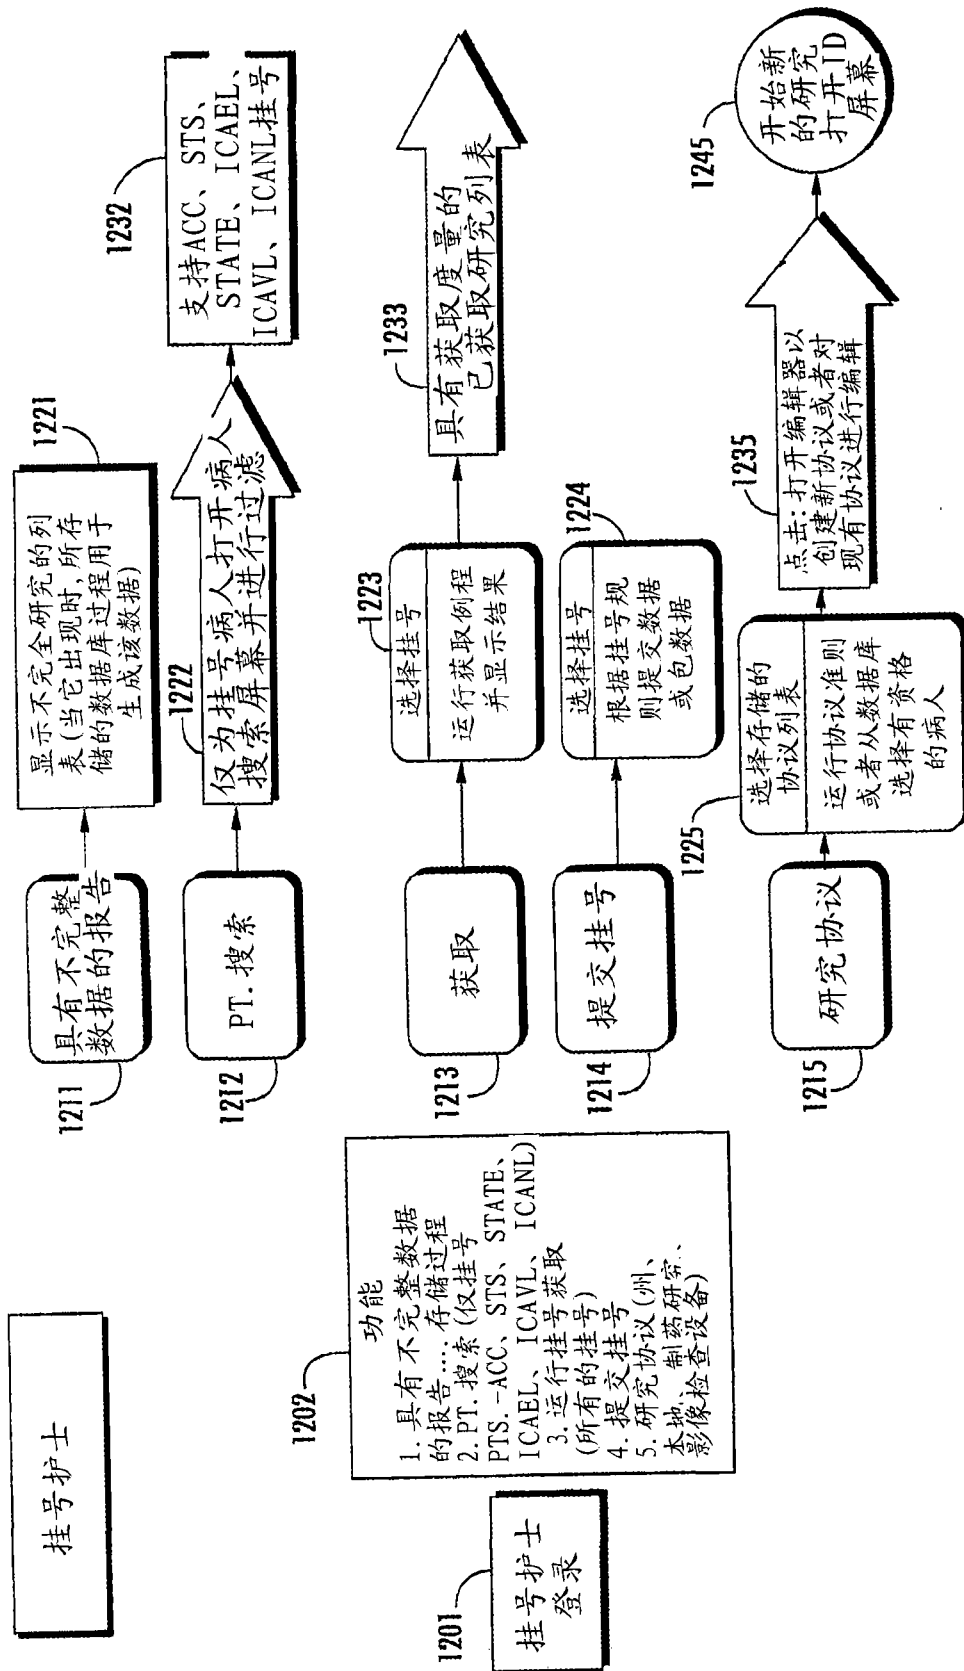 挂号护士
1201
挂号护士
登录
1202
功能
1. 具有不完整数据
的报告....存储过程
2. PT. 搜索 (仅挂号
PTS.-ACC、STS、STATE、
ICAEL、ICAVL、ICANL)
3. 运行挂号获取
(所有的挂号)
4. 提交挂号
5. 研究协议(州、
本地、制药研究、
影像检查设备)
1211
具有不完整
数据的报告
1221
显示不完全研究的列
表(当它出现时,所存
储的数据库过程用于
生成该数据)
1212
PT. 搜索
1222
仅为挂号病人打开病人
搜索屏幕并进行过滤
1232
支持ACC、STS、
STATE、ICAEL、
ICAVL、ICANL挂号
1213
获取
1223
选择挂号
运行获取例程
并显示结果
1233
具有获取度量的
已获取研究列表
1214
提交挂号
1224
选择挂号
根据挂号规
则提交数据
或包数据
1215
研究协议
1225
选择存储的
协议列表
运行协议准则
或者从数据库
选择有资格
的病人
1235
点击:打开编辑器以
创建新协议或者对
现有协议进行编辑
1245
开始新
的研究
打开ID
屏幕